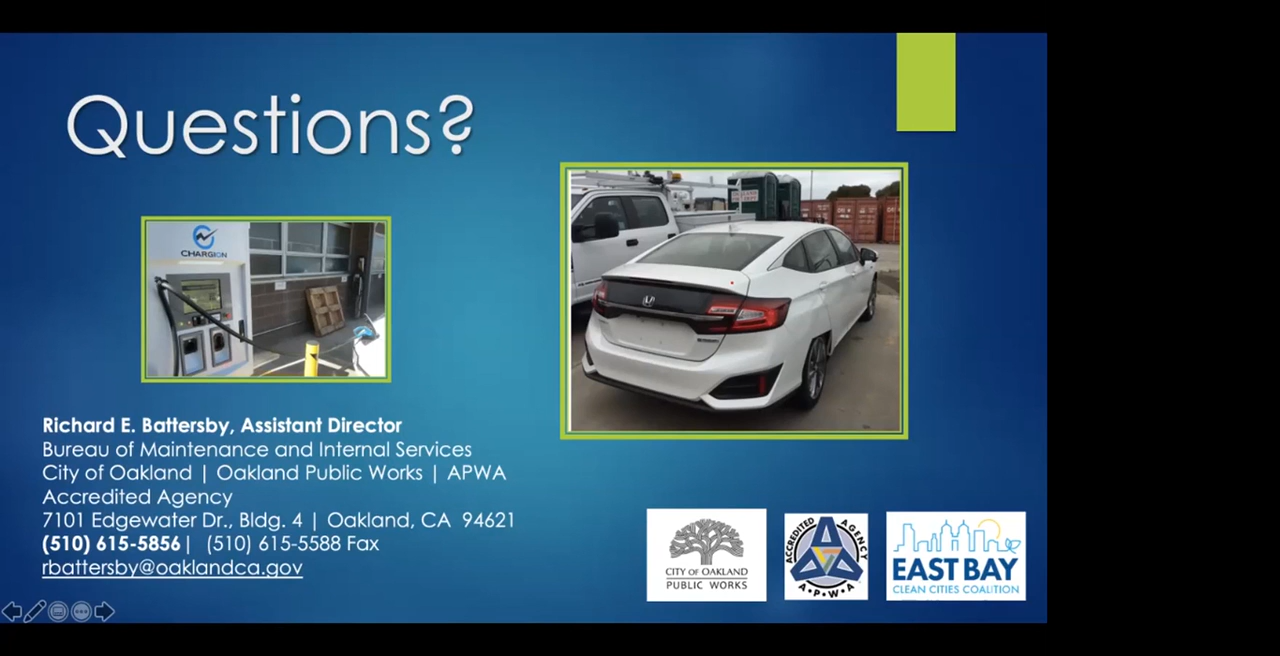 Questions?
CHARGION
Richard E. Battersby, Assistant Director
Bureau of Maintenance and Internal Services
City of Oakland | Oakland Public Works | APWA
Accredited Agency
7101 Edgewater Dr., Bldg. 4 | Oakland, CA  94621
(510) 615-5856 |  (510) 615-5588 Fax
rbattersby@oaklandca.gov
CITY OF OAKLAND
PUBLIC WORKS
ACCREDITED AGENCY
A•P•W•A
EAST BAY
CLEAN CITIES COALITION